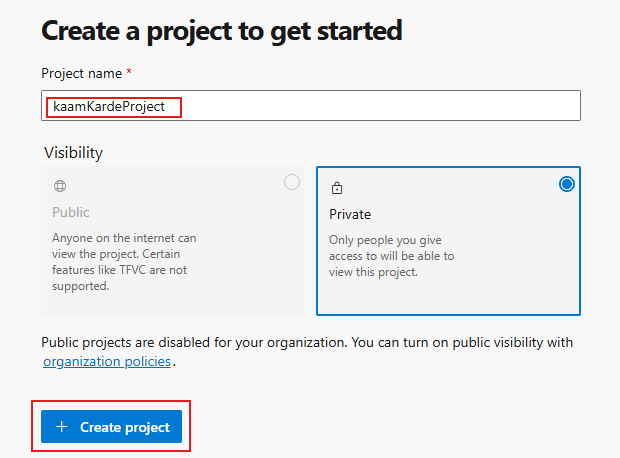 Create a project to get started
Project name *
kaamKardeProject
Visibility
Public
Anyone on the internet can
view the project. Certain
features like TFVC are not
supported.
Private
Only people you give
access to will be able to
view this project.
Public projects are disabled for your organization. You can turn on public visibility with
organization policies.
+ Create project